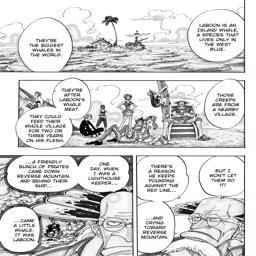 LABOON IS AN
ISLAND WHALE,
A SPECIES THAT
LIVES ONLY IN
THE WEST
BLUE.
THEY'RE
THE BIGGEST
WHALES IN
THE WORLD.
THOSE
CREEPS ARE
FROM A
NEARBY
VILLAGE.
THEY'RE
AFTER
LABOON'S
WHALE
MEAT.
THEY COULD
FEED THEIR
WHOLE VILLAGE
FOR TWO OR
THREE YEARS
ON HIS FLESH.
BUT I
WON'T LET
THEM DO
IT!
THERE'S
A REASON
HE KEEPS
POUNDING
AGAINST THE
RED LINE...
...AND
CRYING
TOWARD
REVERSE
MOUNTAIN.
ONE
DAY, WHEN
I WAS A
LIGHTHOUSE
KEEPER...
...A FRIENDLY
BUNCH OF PIRATES
CAME DOWN
REVERSE MOUNTAIN.
AND BEHIND THEIR
SHIP...
...CAME
A LITTLE
WHALE.
IT WAS
LABOON.